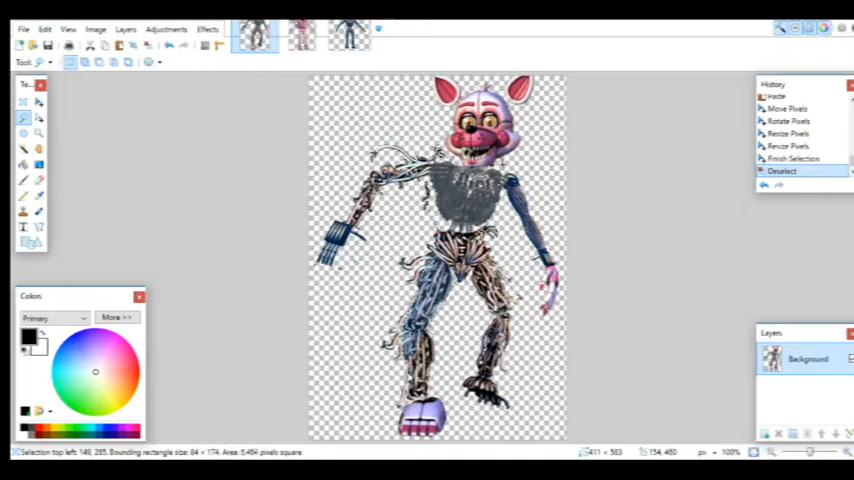 File Edit View Image Layers Adjustments Effects
Tool:
Te...
History
Paste
Move Pixels
Rotate Pixels
Resize Pixels
Resize Pixels
Finish Selection
Deselect
Colors
Primary
More >>
Layers
Background
Selection top left: 149, 285. Bounding rectangle size: 84 × 174. Area: 6,464 pixels square
411 × 583
154, 460
px
100%